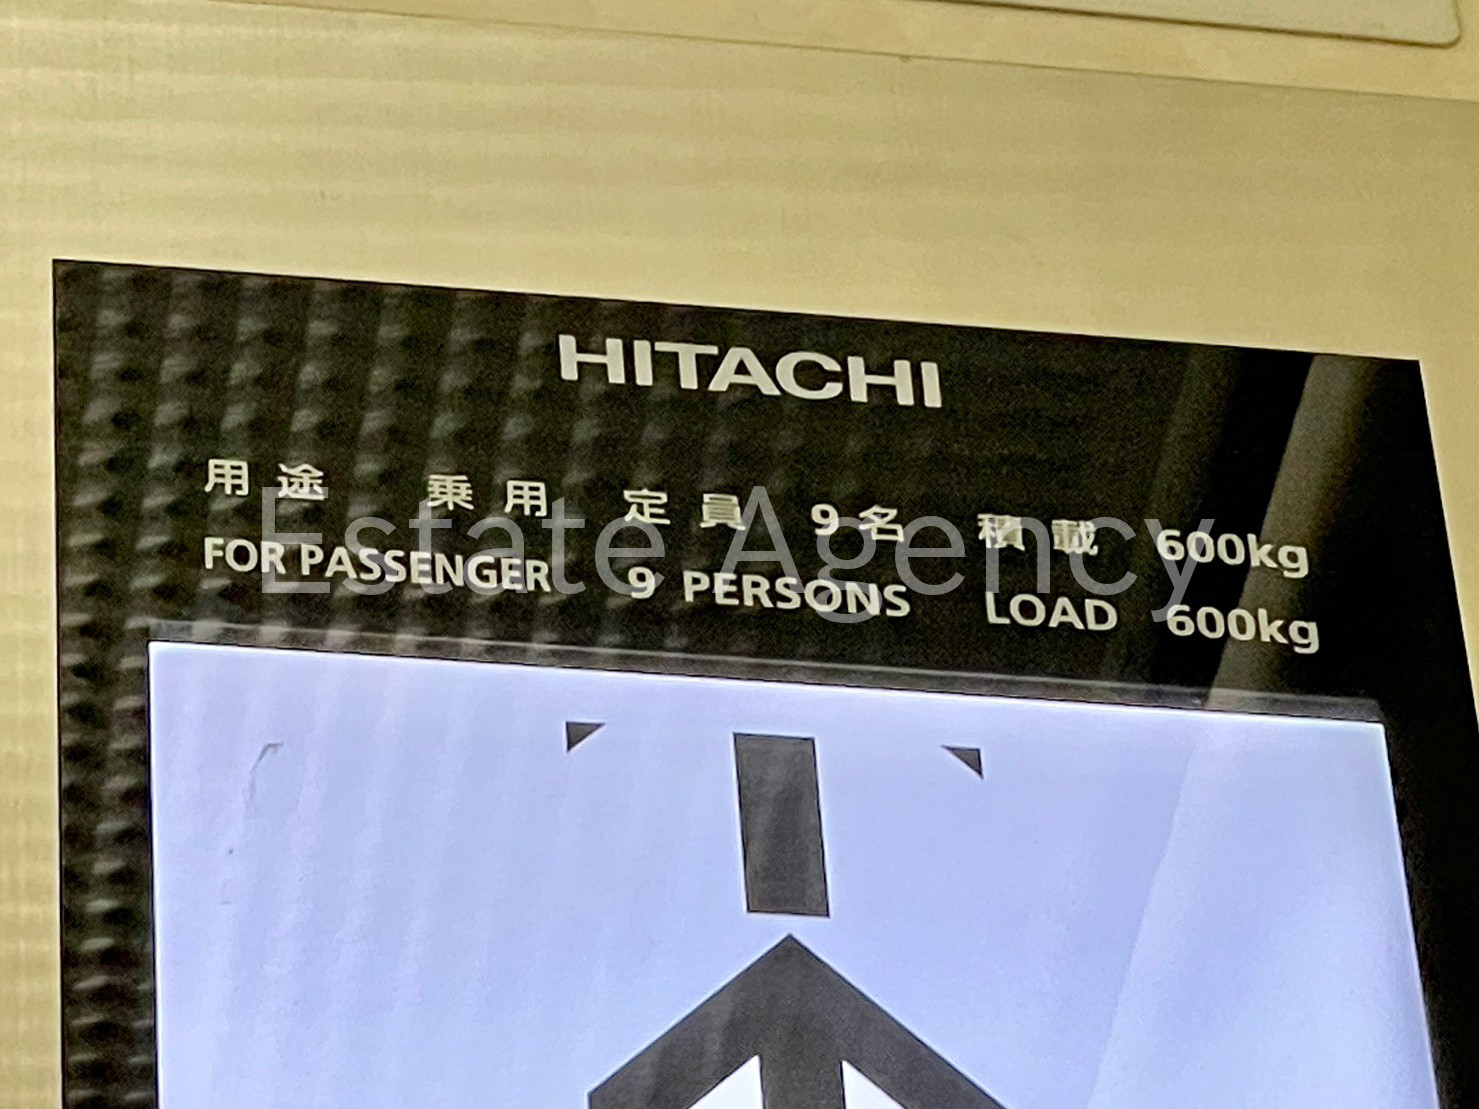 HITACHI
用途 乗用 定員 9名 積載 600kg
FOR PASSENGER 9 PERSONS LOAD 600kg
Estate Agency